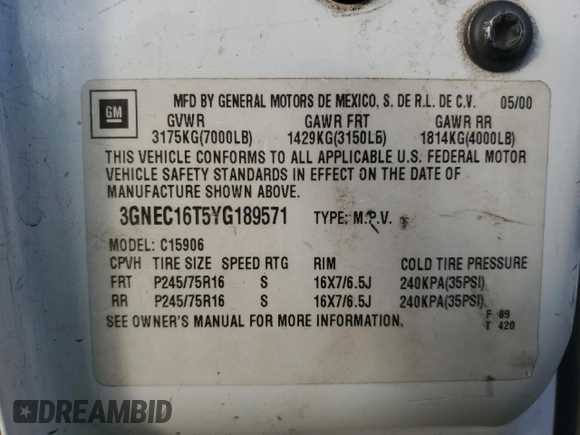 GM
MFD BY GENERAL MOTORS DE MEXICO, S. DE R.L. DE C.V. 05/00
GVWR GAWR FRT GAWR RR
3175KG(7000LB) 1429KG(3150LB) 1814KG(4000LB)
THIS VEHICLE CONFORMS TO ALL APPLICABLE U.S. FEDERAL MOTOR
VEHICLE SAFETY STANDARDS IN EFFECT ON THE DATE OF
MANUFACTURE SHOWN ABOVE.
3GNEC16T5YG189571 TYPE: M.P.V.
MODEL: C15906
CPVH TIRE SIZE SPEED RTG RIM COLD TIRE PRESSURE
FRT P245/75R16 S 16X7/6.5J 240KPA(35PSI)
RR P245/75R16 S 16X7/6.5J 240KPA(35PSI)
SEE OWNER'S MANUAL FOR MORE INFORMATION.
F 89
T 420
DREAMBID